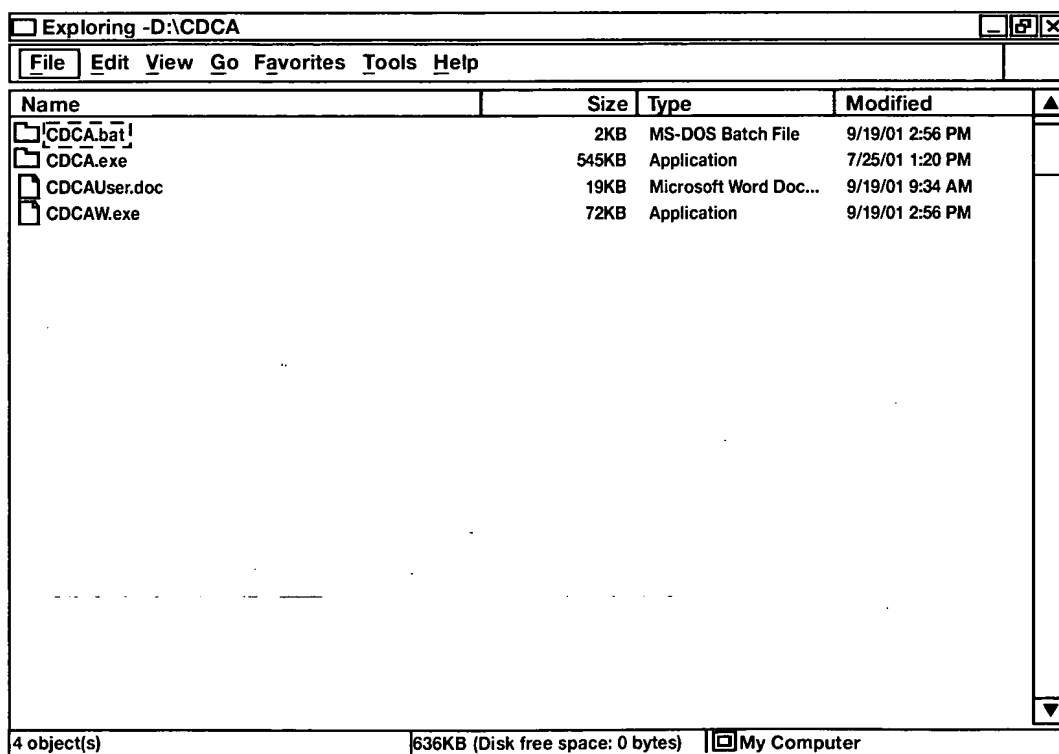 Exploring -D:\CDCA
File Edit View Go Favorites Tools Help
Name Size Type Modified
CDCA.bat 2KB MS-DOS Batch File 9/19/01 2:56 PM
CDCA.exe 545KB Application 7/25/01 1:20 PM
CDCAUser.doc 19KB Microsoft Word Doc... 9/19/01 9:34 AM
CDCAW.exe 72KB Application 9/19/01 2:56 PM
4 object(s) 636KB (Disk free space: 0 bytes) My Computer